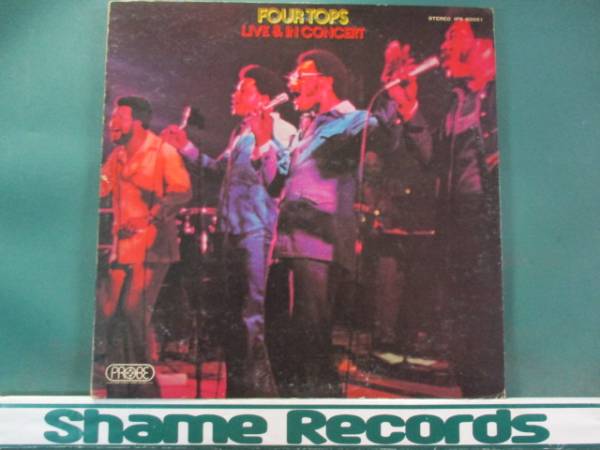 FOUR TOPS
LIVE & IN CONCERT
STEREO
PROBE
Shame Records